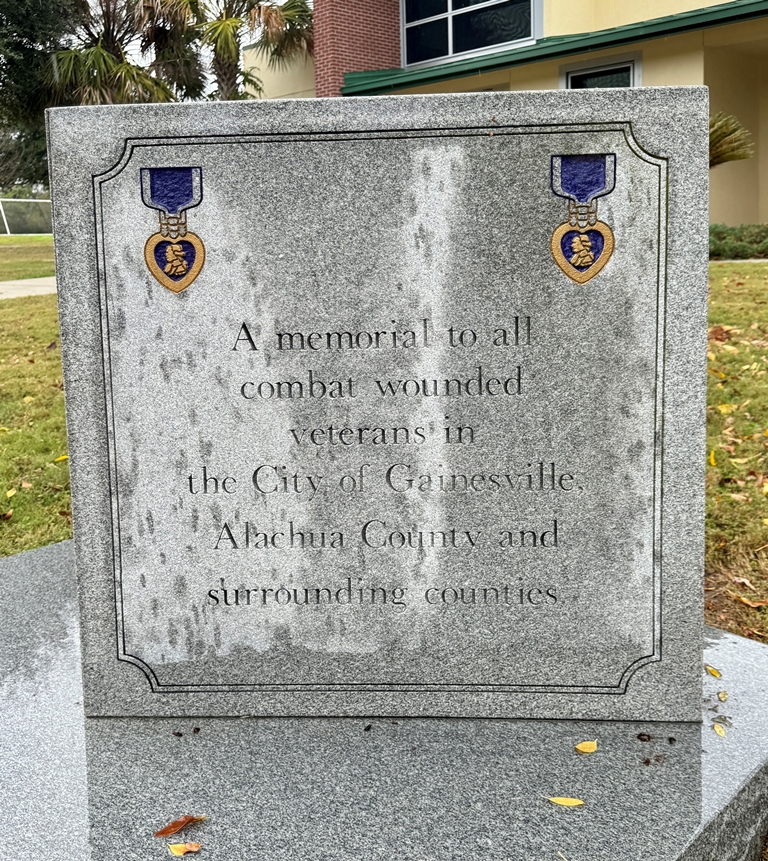 A memorial to all
combat wounded
veterans in
the City of Gainesville,
Alachua County and
surrounding counties.